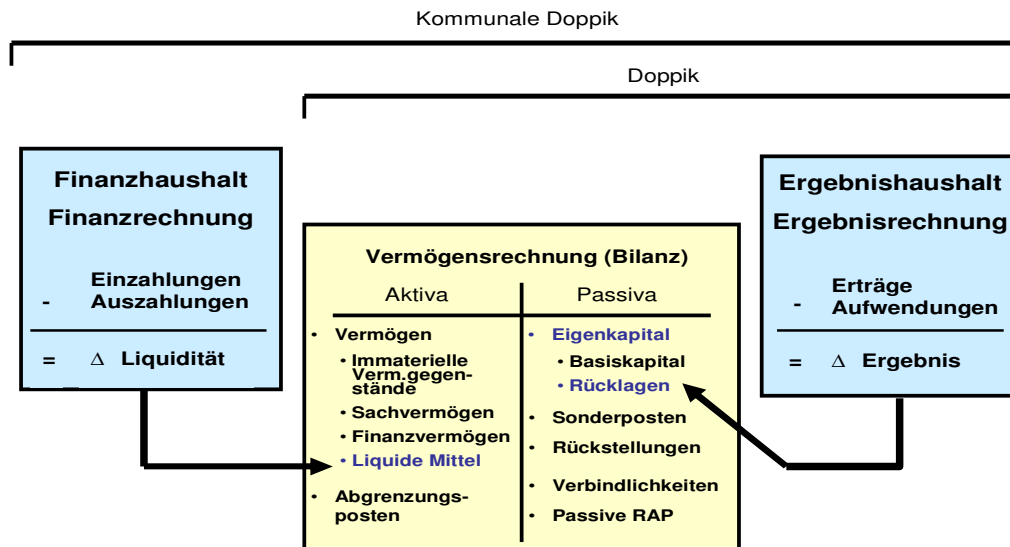 Kommunale Doppik
Doppik
Finanzhaushalt
Finanzrechnung
Einzahlungen
- Auszahlungen
= Δ Liquidität
Vermögensrechnung (Bilanz)
Aktiva
• Vermögen
• Immaterielle
Verm.gegen-
stände
• Sachvermögen
• Finanzvermögen
• Liquide Mittel
• Abgrenzungs-
posten
Passiva
• Eigenkapital
• Basiskapital
• Rücklagen
• Sonderposten
• Rückstellungen
• Verbindlichkeiten
• Passive RAP
Ergebnishaushalt
Ergebnisrechnung
Erträge
- Aufwendungen
= Δ Ergebnis